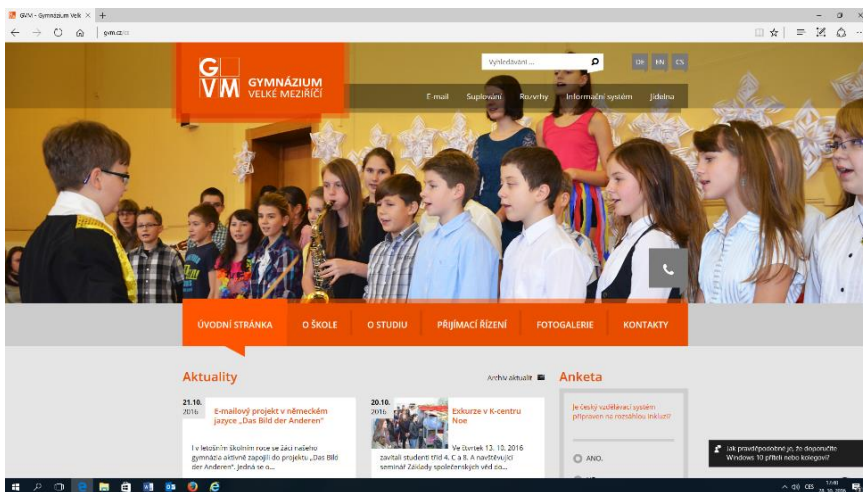 GVM - Gymnázium Velk
gvm.cz/cs
G
VM
GYMNÁZIUM
VELKÉ MEZIŘÍČÍ
Vyhledávání ...
DE EN CS
E-mail Suplování Rozvrhy Informační systém Jídelna
ÚVODNÍ STRÁNKA O ŠKOLE O STUDIU PŘIJÍMACÍ ŘÍZENÍ FOTOGALERIE KONTAKTY
Aktuality
Archiv aktualit
21.10.
2016
E-mailový projekt v německém
jazyce „Das Bild der Anderen"
I v letošním školním roce se žáci našeho
gymnázia aktivně zapojili do projektu „Das Bild
der Anderen". Jedná se o...
20.10.
2016
Exkurze v K-centru
Noe
Ve čtvrtek 13. 10. 2016
zavítali studenti tříd 4. C a 8. A navštěvující
seminář Základy společenských věd do...
Anketa
Je český vzdělávací systém
připraven na rozsáhlou inkluzi?
ANO.
Jak pravděpodobné je, že doporučíte
Windows 10 příteli nebo kolegovi?
CES